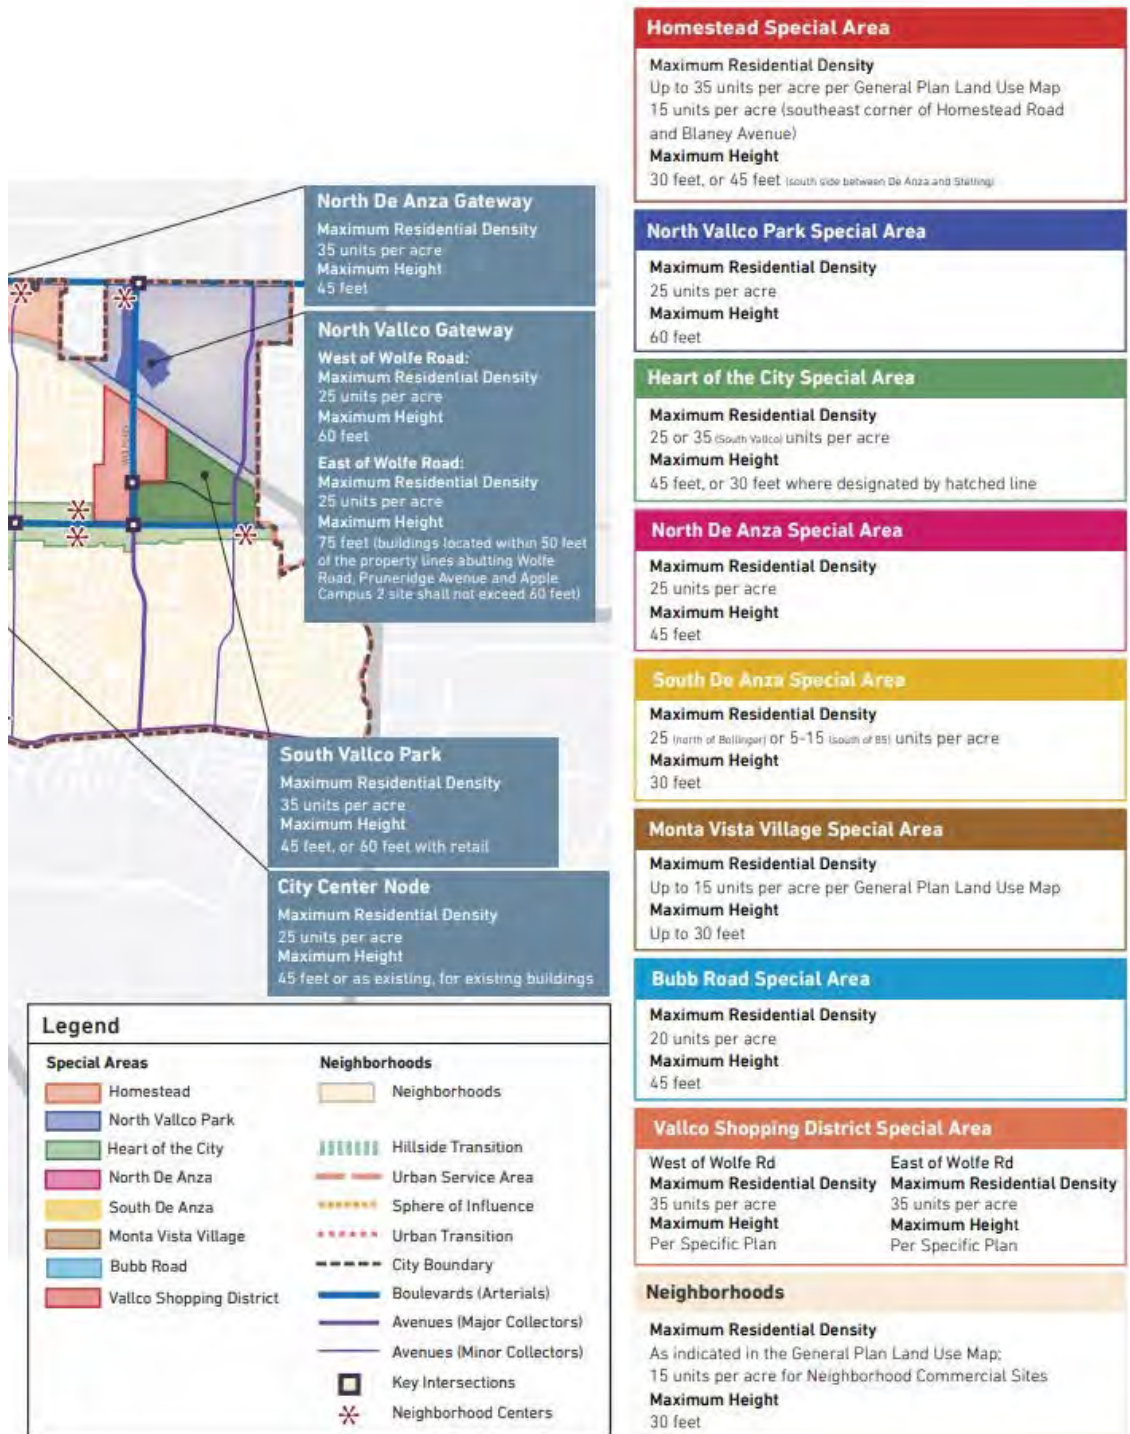 Homestead Special Area
Maximum Residential Density
Up to 35 units per acre per General Plan Land Use Map
15 units per acre (southeast corner of Homestead Road
and Blaney Avenue)
Maximum Height
30 feet, or 45 feet (south side between De Anza and Stelling)
North Vallco Park Special Area
Maximum Residential Density
25 units per acre
Maximum Height
60 feet
Heart of the City Special Area
Maximum Residential Density
25 or 35 (South Vallco) units per acre
Maximum Height
45 feet, or 30 feet where designated by hatched line
North De Anza Special Area
Maximum Residential Density
25 units per acre
Maximum Height
45 feet
South De Anza Special Area
Maximum Residential Density
25 (north of Bollinger) or 5-15 (south of 85) units per acre
Maximum Height
30 feet
Monta Vista Village Special Area
Maximum Residential Density
Up to 15 units per acre per General Plan Land Use Map
Maximum Height
Up to 30 feet
Bubb Road Special Area
Maximum Residential Density
20 units per acre
Maximum Height
45 feet
Vallco Shopping District Special Area
West of Wolfe Rd
Maximum Residential Density
35 units per acre
Maximum Height
Per Specific Plan
East of Wolfe Rd
Maximum Residential Density
35 units per acre
Maximum Height
Per Specific Plan
Neighborhoods
Maximum Residential Density
As indicated in the General Plan Land Use Map;
15 units per acre for Neighborhood Commercial Sites
Maximum Height
30 feet
North De Anza Gateway
Maximum Residential Density
35 units per acre
Maximum Height
45 feet
North Vallco Gateway
West of Wolfe Road:
Maximum Residential Density
25 units per acre
Maximum Height
60 feet
East of Wolfe Road:
Maximum Residential Density
25 units per acre
Maximum Height
75 feet (buildings located within 50 feet
of the property lines abutting Wolfe
Road, Pruneridge Avenue and Apple
Campus 2 site shall not exceed 60 feet)
South Vallco Park
Maximum Residential Density
35 units per acre
Maximum Height
45 feet, or 60 feet with retail
City Center Node
Maximum Residential Density
25 units per acre
Maximum Height
45 feet or as existing, for existing buildings
Legend
Special Areas
Homestead
North Vallco Park
Heart of the City
North De Anza
South De Anza
Monta Vista Village
Bubb Road
Vallco Shopping District
Neighborhoods
Neighborhoods
Hillside Transition
Urban Service Area
Sphere of Influence
Urban Transition
City Boundary
Boulevards (Arterials)
Avenues (Major Collectors)
Avenues (Minor Collectors)
Key Intersections
Neighborhood Centers